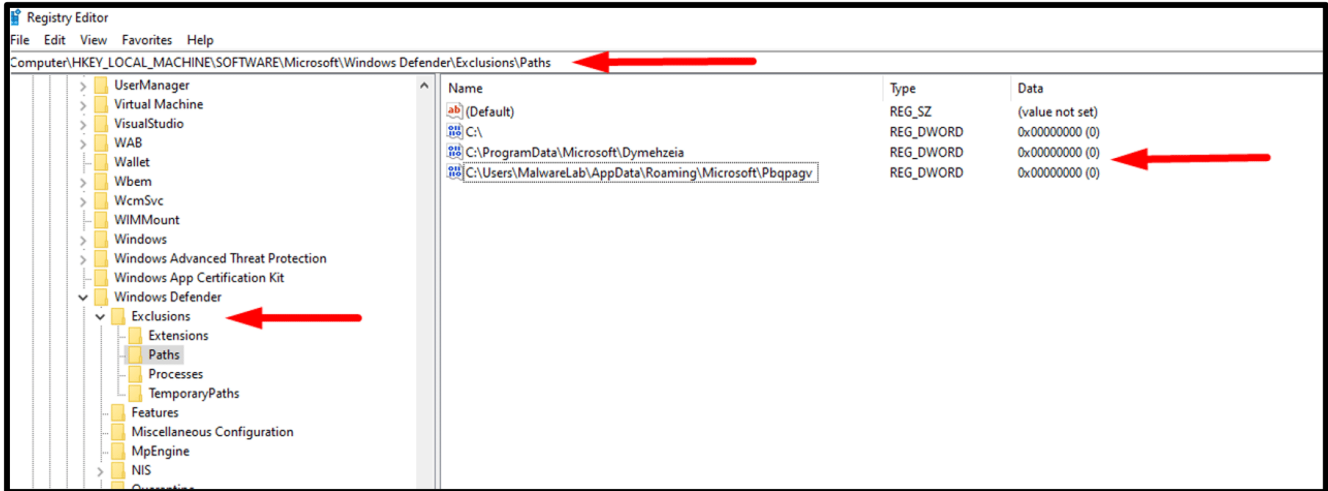 Registry Editor
File Edit View Favorites Help
Computer\HKEY_LOCAL_MACHINE\SOFTWARE\Microsoft\Windows Defender\Exclusions\Paths
UserManager
Virtual Machine
VisualStudio
WAB
Wallet
Wbem
WcmSvc
WIMMount
Windows
Windows Advanced Threat Protection
Windows App Certification Kit
Windows Defender
Exclusions
Extensions
Paths
Processes
TemporaryPaths
Features
Miscellaneous Configuration
MpEngine
NIS
Quarantine
Name Type Data
(Default) REG_SZ (value not set)
C:\ REG_DWORD 0x00000000 (0)
C:\ProgramData\Microsoft\Dymehzeia REG_DWORD 0x00000000 (0)
C:\Users\MalwareLab\AppData\Roaming\Microsoft\Pbqpagv REG_DWORD 0x00000000 (0)